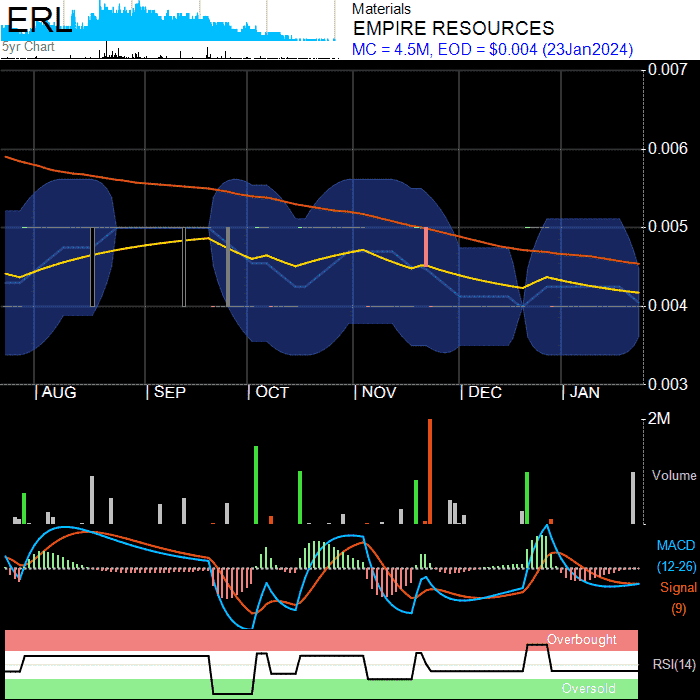 ERL
5yr Chart
Materials
EMPIRE RESOURCES
MC = 4.5M, EOD = $0.004 (23Jan2024)
0.007
0.006
0.005
0.004
0.003
AUG SEP OCT NOV DEC JAN
2M
Volume
MACD
(12-26)
Signal
(9)
Overbought
RSI(14)
Oversold